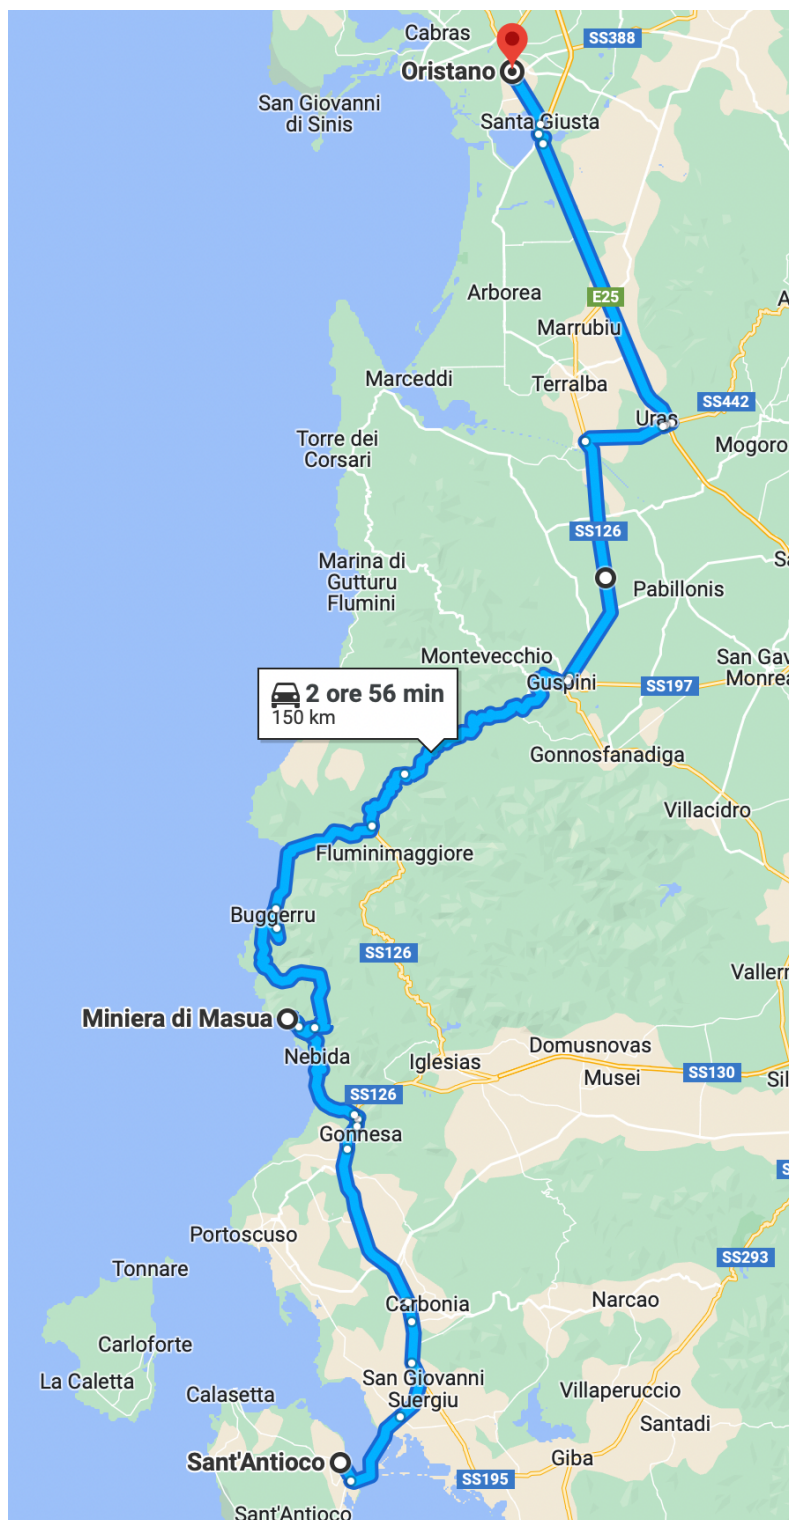 Cabras
SS388
Oristano
San Giovanni
di Sinis
Santa Giusta
Arborea
E25
Marrubiu
Marceddi
Terralba
SS442
Uras
Torre dei
Corsari
Mogoro
SS126
Marina di
Gutturu
Flumini
Pabillonis
Montevecchio
San Gav
Monrea
Guspini
SS197
2 ore 56 min
150 km
Gonnosfanadiga
Villacidro
Fluminimaggiore
Buggerru
SS126
Vallerm
Miniera di Masua
Nebida
Iglesias
Domusnovas
Musei
SS130
Sil
SS126
Gonnesa
Portoscuso
SS293
Tonnare
Carbonia
Narcao
Carloforte
La Caletta
San Giovanni
Suergiu
Calasetta
Villaperuccio
Santadi
Sant'Antioco
Giba
SS195
Sant'Antioco